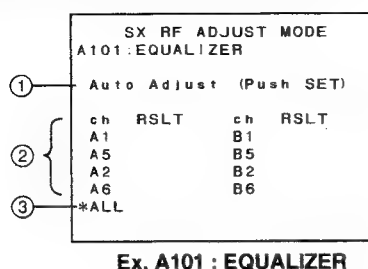 SX RF ADJUST MODE
A101:EQUALIZER
① Auto Adjust (Push SET)
ch RSLT ch RSLT
② A1 B1
A5 B5
A2 B2
A6 B6
③ *ALL
Ex. A101 : EQUALIZER